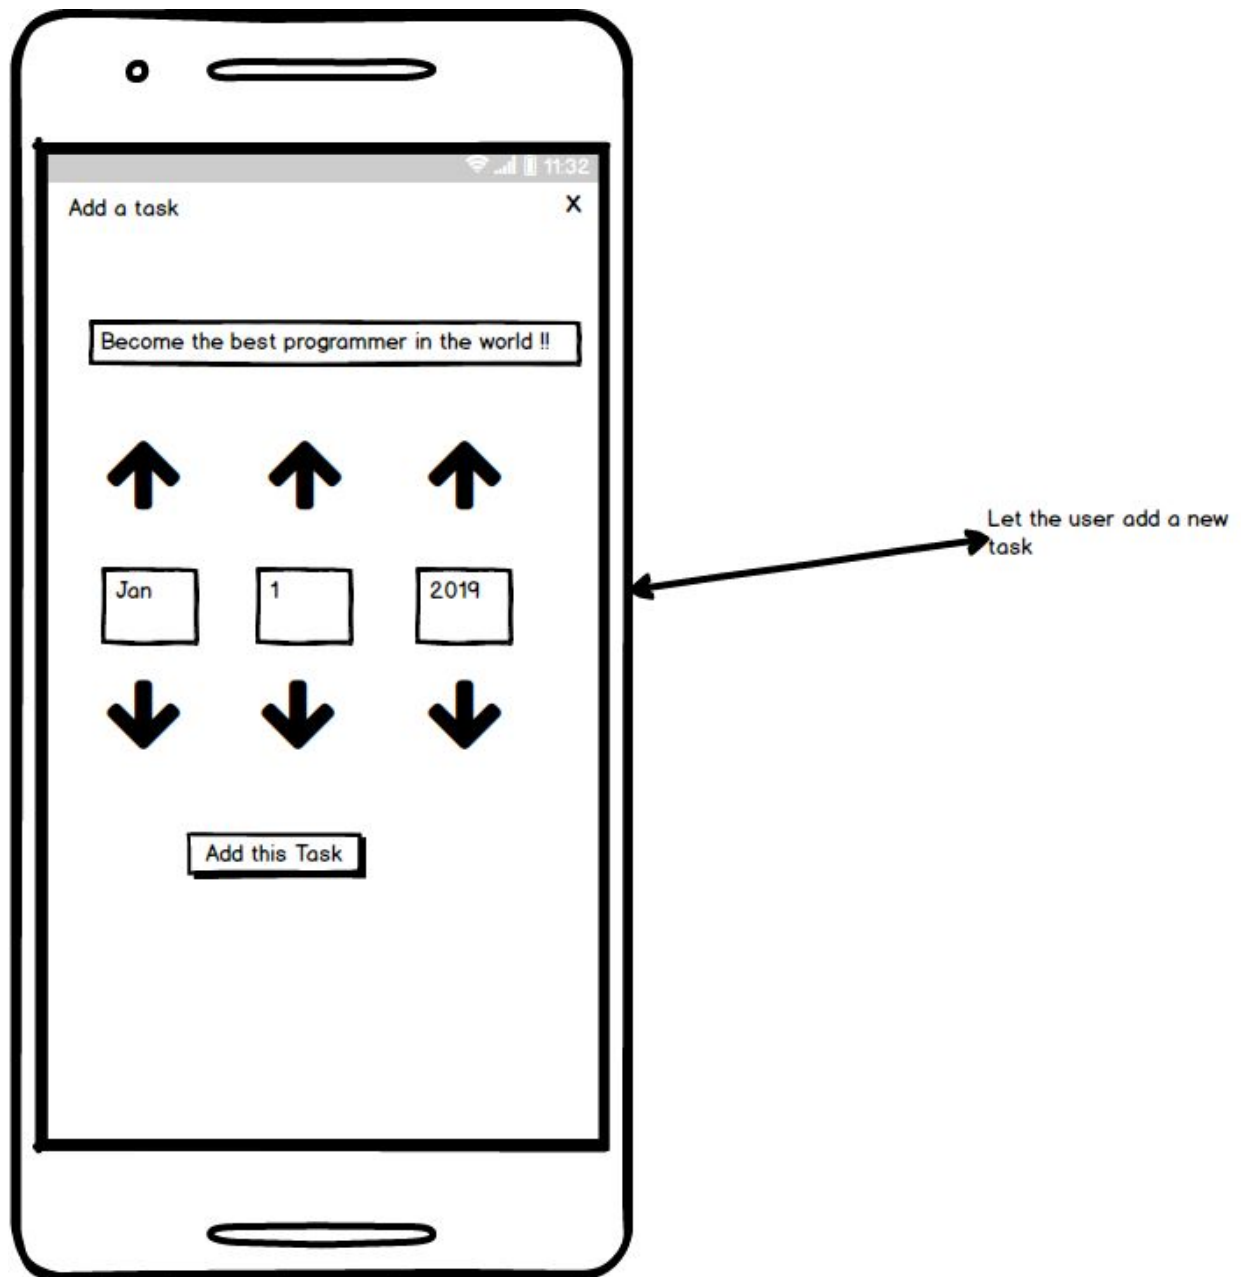 11:32
Add a task X
Become the best programmer in the world !!
Jan 1 2019
Let the user add a new
task
Add this Task